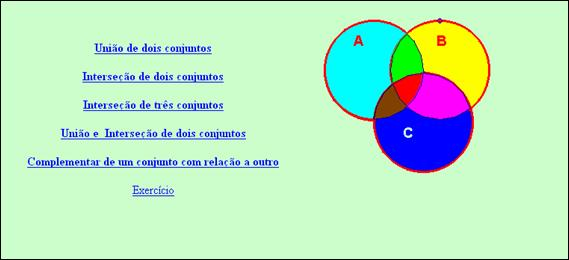 União de dois conjuntos
Interseção de dois conjuntos
Interseção de três conjuntos
União e Interseção de dois conjuntos
Complementar de um conjunto com relação a outro
Exercício
A
B
C